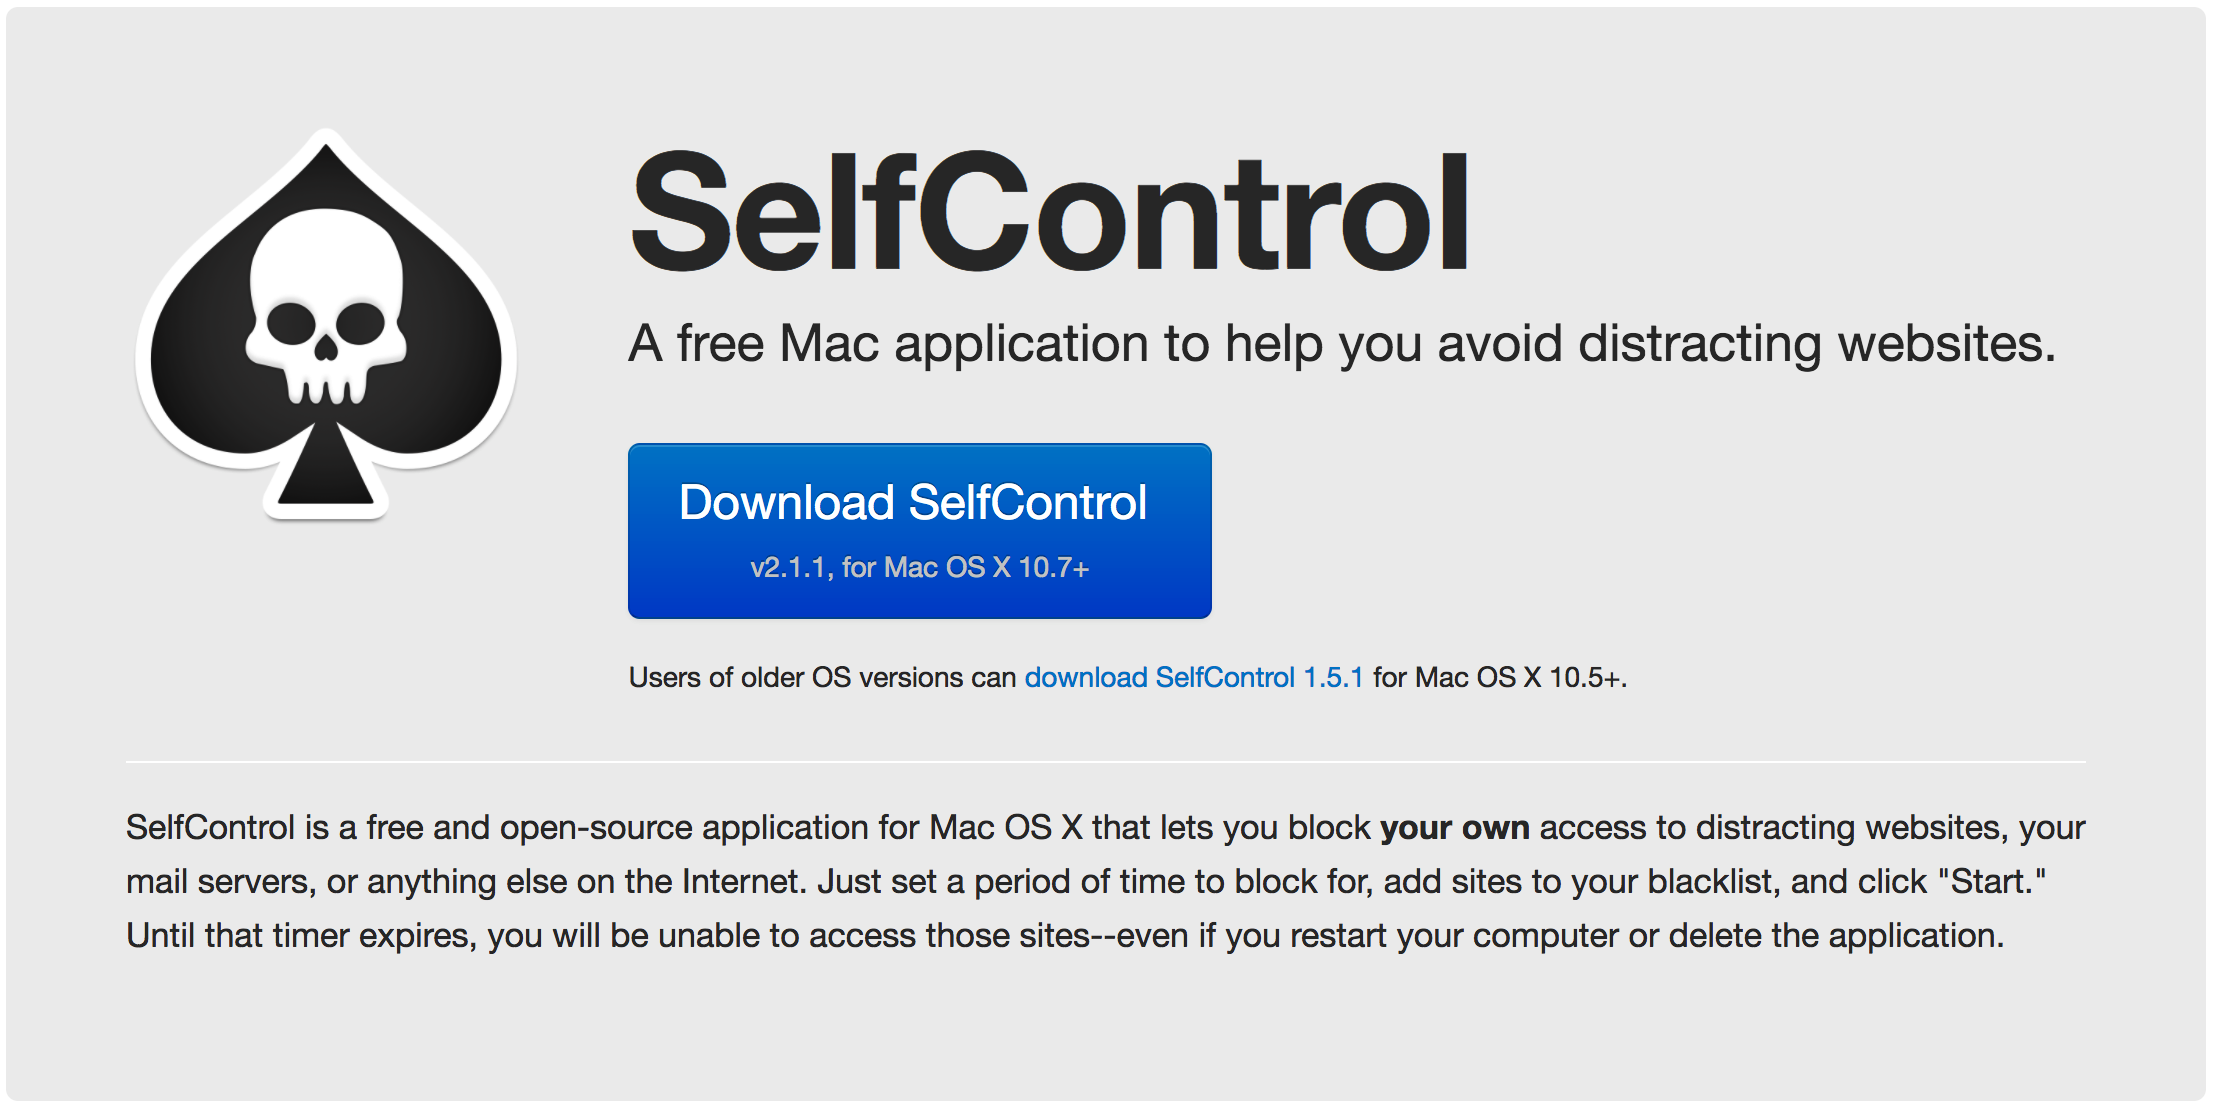 SelfControl
A free Mac application to help you avoid distracting websites.
Download SelfControl
v2.1.1, for Mac OS X 10.7+
Users of older OS versions can download SelfControl 1.5.1 for Mac OS X 10.5+.
SelfControl is a free and open-source application for Mac OS X that lets you block your own access to distracting websites, your
mail servers, or anything else on the Internet. Just set a period of time to block for, add sites to your blacklist, and click "Start."
Until that timer expires, you will be unable to access those sites--even if you restart your computer or delete the application.